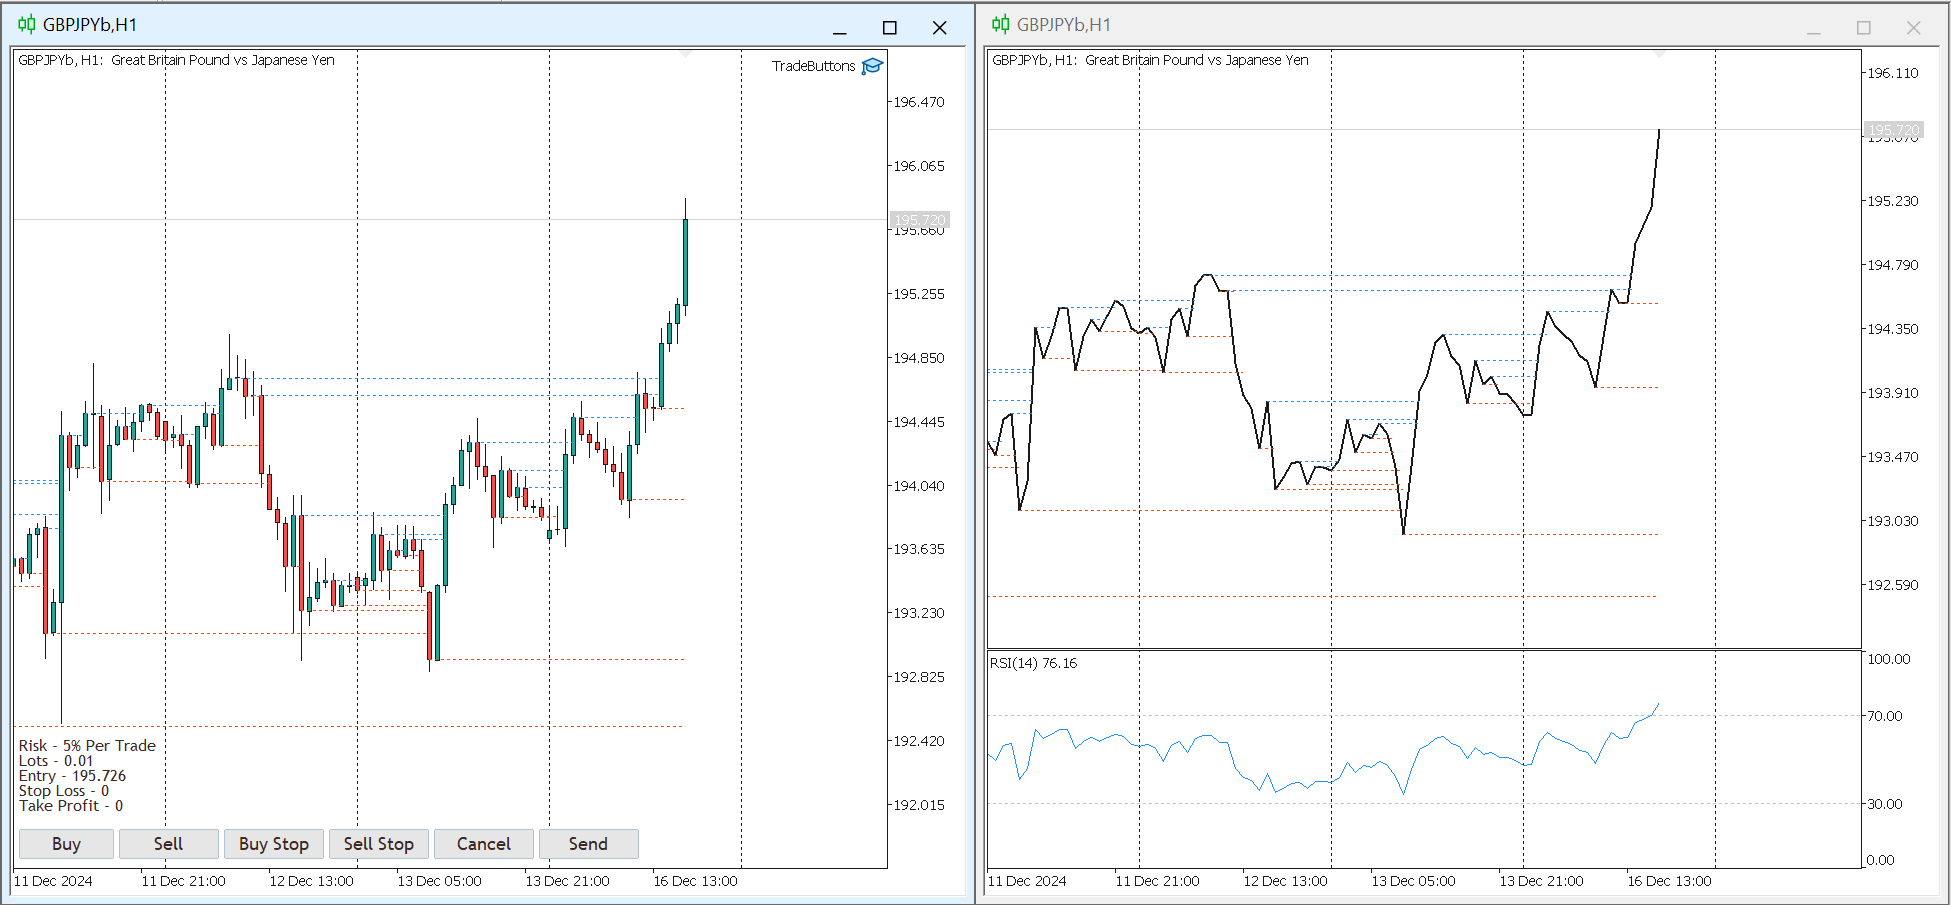 GBPJPYb,H1
GBPJPYb, H1:  Great Britain Pound vs Japanese Yen
TradeButtons
196.470
196.065
195.720
195.660
195.255
194.850
194.445
194.040
193.635
193.230
192.825
192.420
192.015
Risk - 5% Per Trade
Lots - 0.01
Entry - 195.726
Stop Loss - 0
Take Profit - 0
Buy
Sell
Buy Stop
Sell Stop
Cancel
Send
11 Dec 2024
11 Dec 21:00
12 Dec 13:00
13 Dec 05:00
13 Dec 21:00
16 Dec 13:00
GBPJPYb,H1
GBPJPYb, H1:  Great Britain Pound vs Japanese Yen
196.110
195.720
195.670
195.230
194.790
194.350
193.910
193.470
193.030
192.590
RSI(14) 76.16
100.00
70.00
30.00
0.00
11 Dec 2024
11 Dec 21:00
12 Dec 13:00
13 Dec 05:00
13 Dec 21:00
16 Dec 13:00